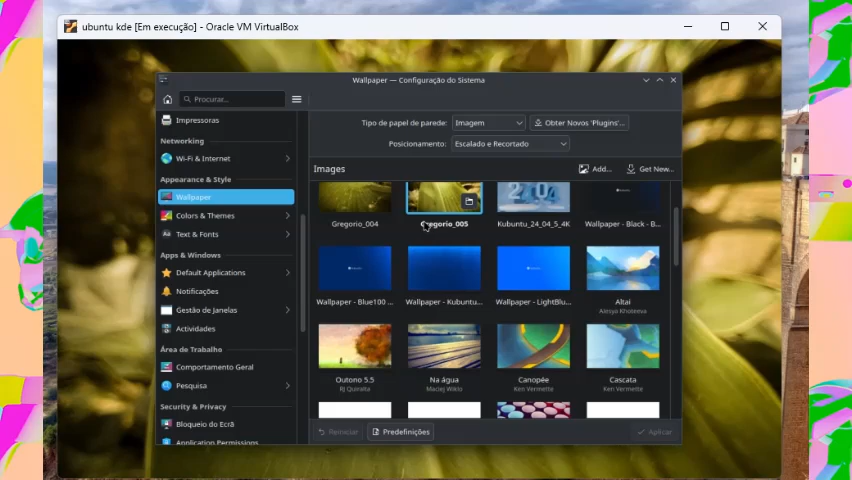 ubuntu kde [Em execução] - Oracle VM VirtualBox
Wallpaper — Configuração do Sistema
Procurar...
Impressoras
Networking
Wi-Fi & Internet
Appearance & Style
Wallpaper
Colors & Themes
Text & Fonts
Apps & Windows
Default Applications
Notificações
Gestão de Janelas
Actividades
Área de Trabalho
Comportamento Geral
Pesquisa
Security & Privacy
Bloqueio do Ecrã
Application Permissions
Tipo de papel de parede: Imagem Obter Novos 'Plugins'...
Posicionamento: Escalado e Recortado
Images Add... Get New...
Gregorio_004 Gregorio_005 Kubuntu_24_04_5_4K Wallpaper - Black - B...
Wallpaper - Blue100 ... Wallpaper - Kubuntu... Wallpaper - LightBlu... Altai
Alesya Kholemva
Outono 5.5 Na água Canopée Cascata
RJ Quiralta Maciej Wikło Ken Vermette Ken Vermette
Reiniciar Predefinições Aplicar